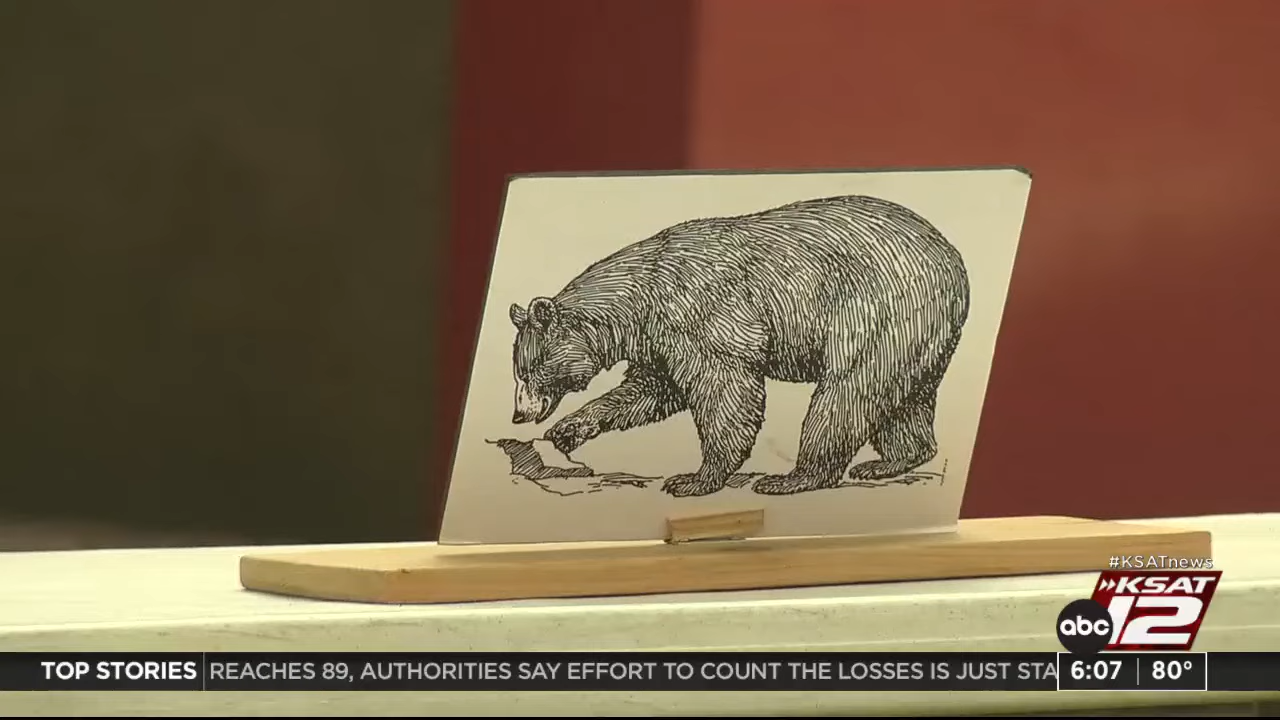 #KSATnews
KSAT
abc 12
TOP STORIES REACHES 89, AUTHORITIES SAY EFFORT TO COUNT THE LOSSES IS JUST STA 6:07 80°